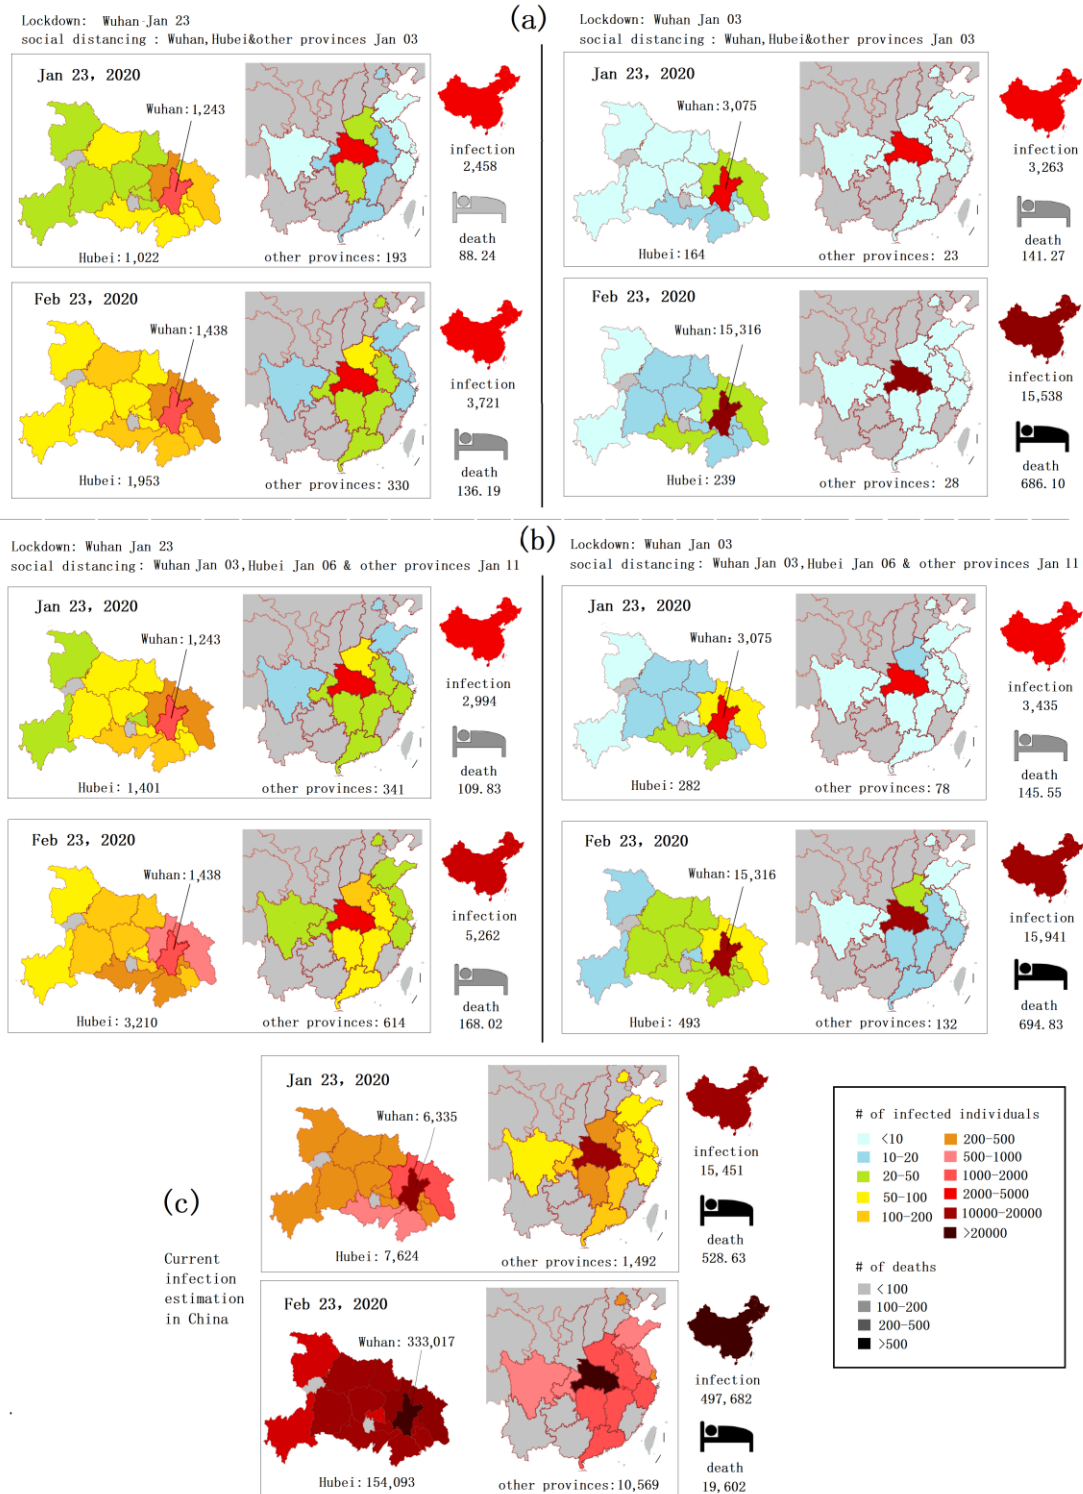 (a)
Lockdown: Wuhan Jan 23
social distancing : Wuhan,Hubei&other provinces Jan 03
Jan 23, 2020
Wuhan:1,243
Hubei:1,022
other provinces:193
infection
2,458
death
88.24
Feb 23, 2020
Wuhan:1,438
Hubei:1,953
other provinces:330
infection
3,721
death
136.19
Lockdown: Wuhan Jan 03
social distancing : Wuhan,Hubei&other provinces Jan 03
Jan 23, 2020
Wuhan:3,075
Hubei:164
other provinces: 23
infection
3,263
death
141.27
Feb 23, 2020
Wuhan:15,316
Hubei:239
other provinces: 28
infection
15,538
death
686.10
(b)
Lockdown: Wuhan Jan 23
social distancing: Wuhan Jan 03,Hubei Jan 06 & other provinces Jan 11
Jan 23, 2020
Wuhan:1,243
Hubei:1,401
other provinces:341
infection
2,994
death
109.83
Feb 23, 2020
Wuhan:1,438
Hubei:3,210
other provinces:614
infection
5,262
death
168.02
Lockdown: Wuhan Jan 03
social distancing: Wuhan Jan 03,Hubei Jan 06 & other provinces Jan 11
Jan 23, 2020
Wuhan:3,075
Hubei:282
other provinces:78
infection
3,435
death
145.55
Feb 23, 2020
Wuhan:15,316
Hubei:493
other provinces:132
infection
15,941
death
694.83
(c)
Current
infection
estimation
in China
Jan 23, 2020
Wuhan:6,335
Hubei:7,624
other provinces:1,492
infection
15,451
death
528.63
Feb 23, 2020
Wuhan: 333,017
Hubei:154,093
other provinces:10,569
infection
497,682
death
19,602
# of infected individuals
<10
10-20
20-50
50-100
100-200
200-500
500-1000
1000-2000
2000-5000
10000-20000
>20000
# of deaths
<100
100-200
200-500
>500